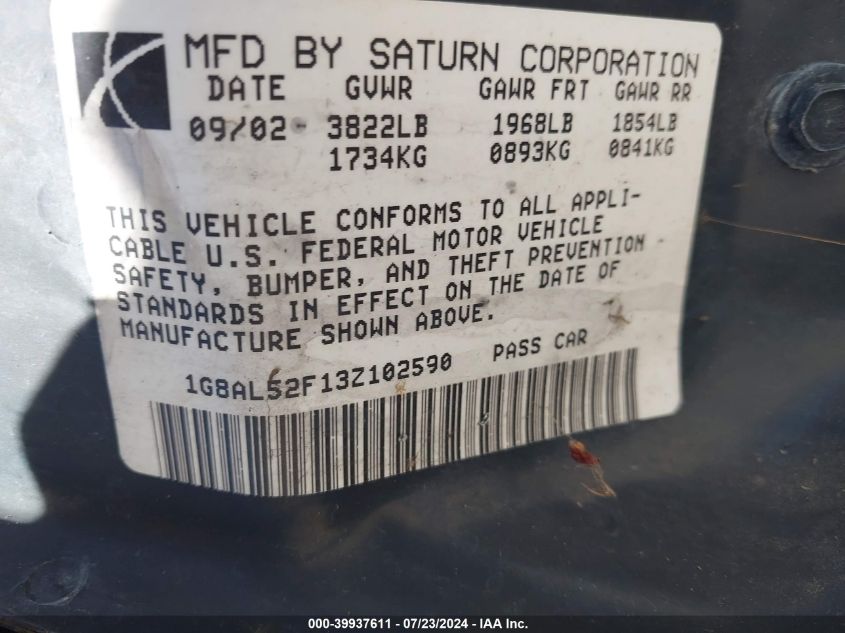 MFD BY SATURN CORPORATION
DATE GVWR GAWR FRT GAWR RR
09/02 3822LB 1968LB 1854LB
1734KG 0893KG 0841KG
THIS VEHICLE CONFORMS TO ALL APPLI-
CABLE U.S. FEDERAL MOTOR VEHICLE
SAFETY, BUMPER, AND THEFT PREVENTION
STANDARDS IN EFFECT ON THE DATE OF
MANUFACTURE SHOWN ABOVE.
1G8AL52F13Z102590 PASS CAR
000-39937611 / 07/23/2024 - IAA Inc.